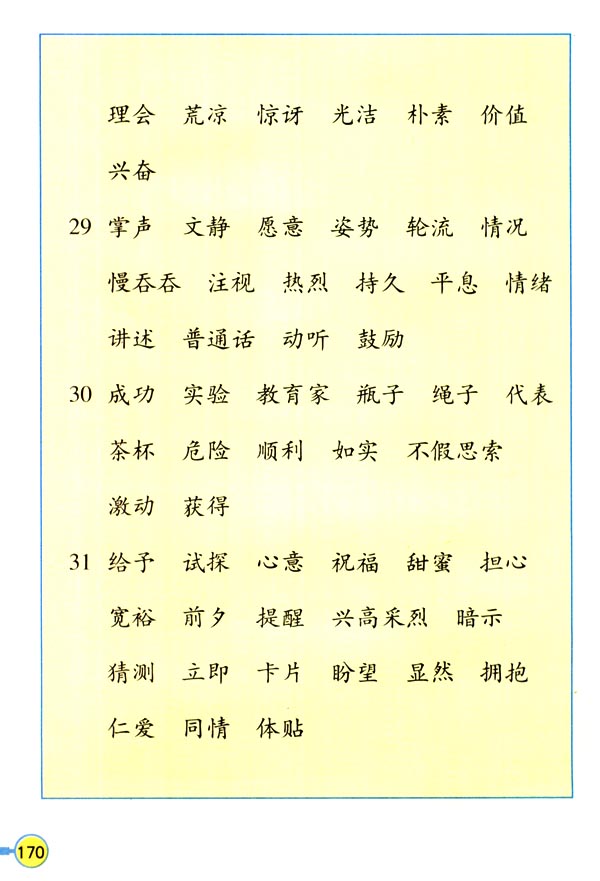 理会 荒凉 惊讶 光洁 朴素 价值
兴奋
29 掌声 文静 愿意 姿势 轮流 情况
慢吞吞 注视 热烈 持久 平息 情绪
讲述 普通话 动听 鼓励
30 成功 实验 教育家 瓶子 绳子 代表
茶杯 危险 顺利 如实 不假思索
激动 获得
31 给予 试探 心意 祝福 甜蜜 担心
宽裕 前夕 提醒 兴高采烈 暗示
猜测 立即 卡片 盼望 显然 拥抱
仁爱 同情 体贴
170